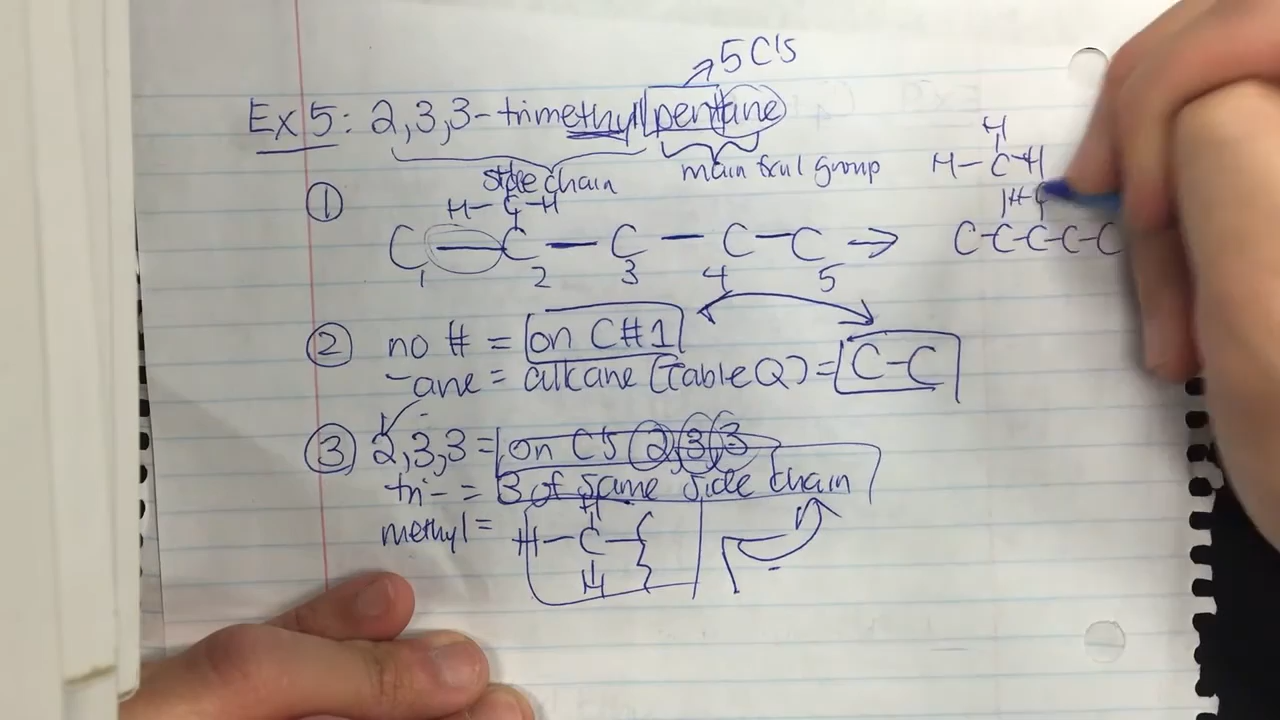 5 C's
Ex 5: 2,3,3-trimethylpentane
side chain
main func group
①
H-C-H
C-C-C-C-C →
1 2 3 4 5
H
H-C-H
H-C
C-C-C-C-C
② no # = on C#1
-ane = alkane (Table Q) = C-C
③ 2,3,3 = on C's 2,3,3
tri- = 3 of same side chain
methyl =
H
H-C-
H